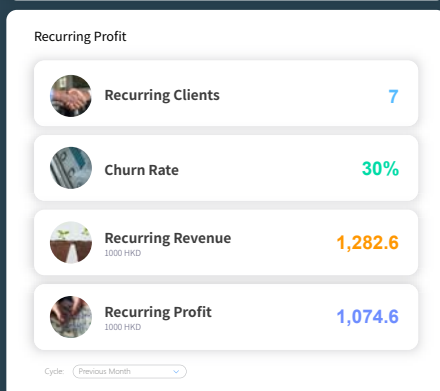 Recurring Profit
Recurring Clients
7
Churn Rate
30%
Recurring Revenue
1000 HKD
1,282.6
Recurring Profit
1000 HKD
1,074.6
Cycle: Previous Month